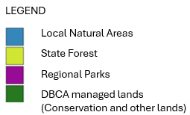 LEGEND
Local Natural Areas
State Forest
Regional Parks
DBCA managed lands
(Conservation and other lands)